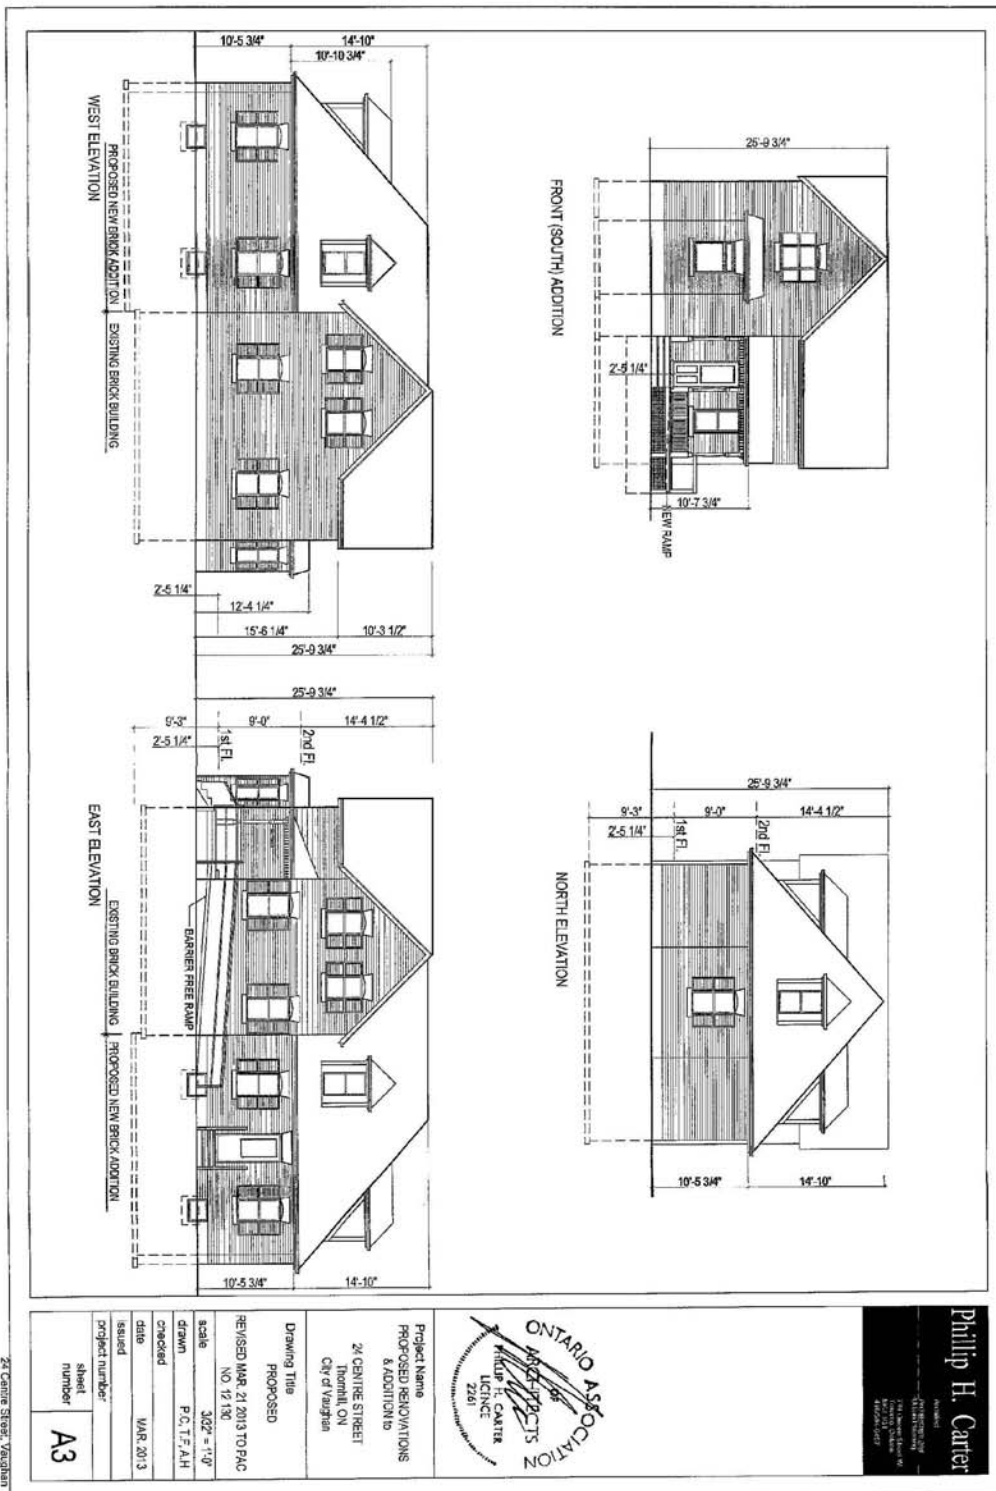 25'-9 3/4"
2'-5 1/4"
10'-7 3/4"
NEW RAMP
FRONT (SOUTH) ADDITION
25'-9 3/4"
9'-3"
9'-0"
14'-4 1/2"
2'-5 1/4"
1st Fl.
2nd Fl.
10'-5 3/4"
14'-10"
NORTH ELEVATION
10'-5 3/4"
14'-10"
10'-10 3/4"
2'-5 1/4"
12'-4 1/4"
15'-6 1/4"
10'-3 1/2"
25'-9 3/4"
PROPOSED NEW BRICK ADDITION
EXISTING BRICK BUILDING
WEST ELEVATION
25'-9 3/4"
9'-3"
9'-0"
14'-4 1/2"
2'-5 1/4"
1st Fl.
2nd Fl.
BARRIER FREE RAMP
10'-5 3/4"
14'-10"
EXISTING BRICK BUILDING
PROPOSED NEW BRICK ADDITION
EAST ELEVATION
Phillip H. Carter
ONTARIO ASSOCIATION
OF
ARCHITECTS
PHILLIP H. CARTER
LICENCE
2261
Project Name
PROPOSED RENOVATIONS
& ADDITION to
24 CENTRE STREET
Thornhill, ON
City of Vaughan
Drawing Title
PROPOSED
REVISED MAR. 21 2013 TO PAC
NO. 12 130
scale 3/32" = 1'-0"
drawn P.C, T.F, A.H
checked
date MAR. 2013
issued
project number
sheet
number
A3
24 Centre Street, Vaughan